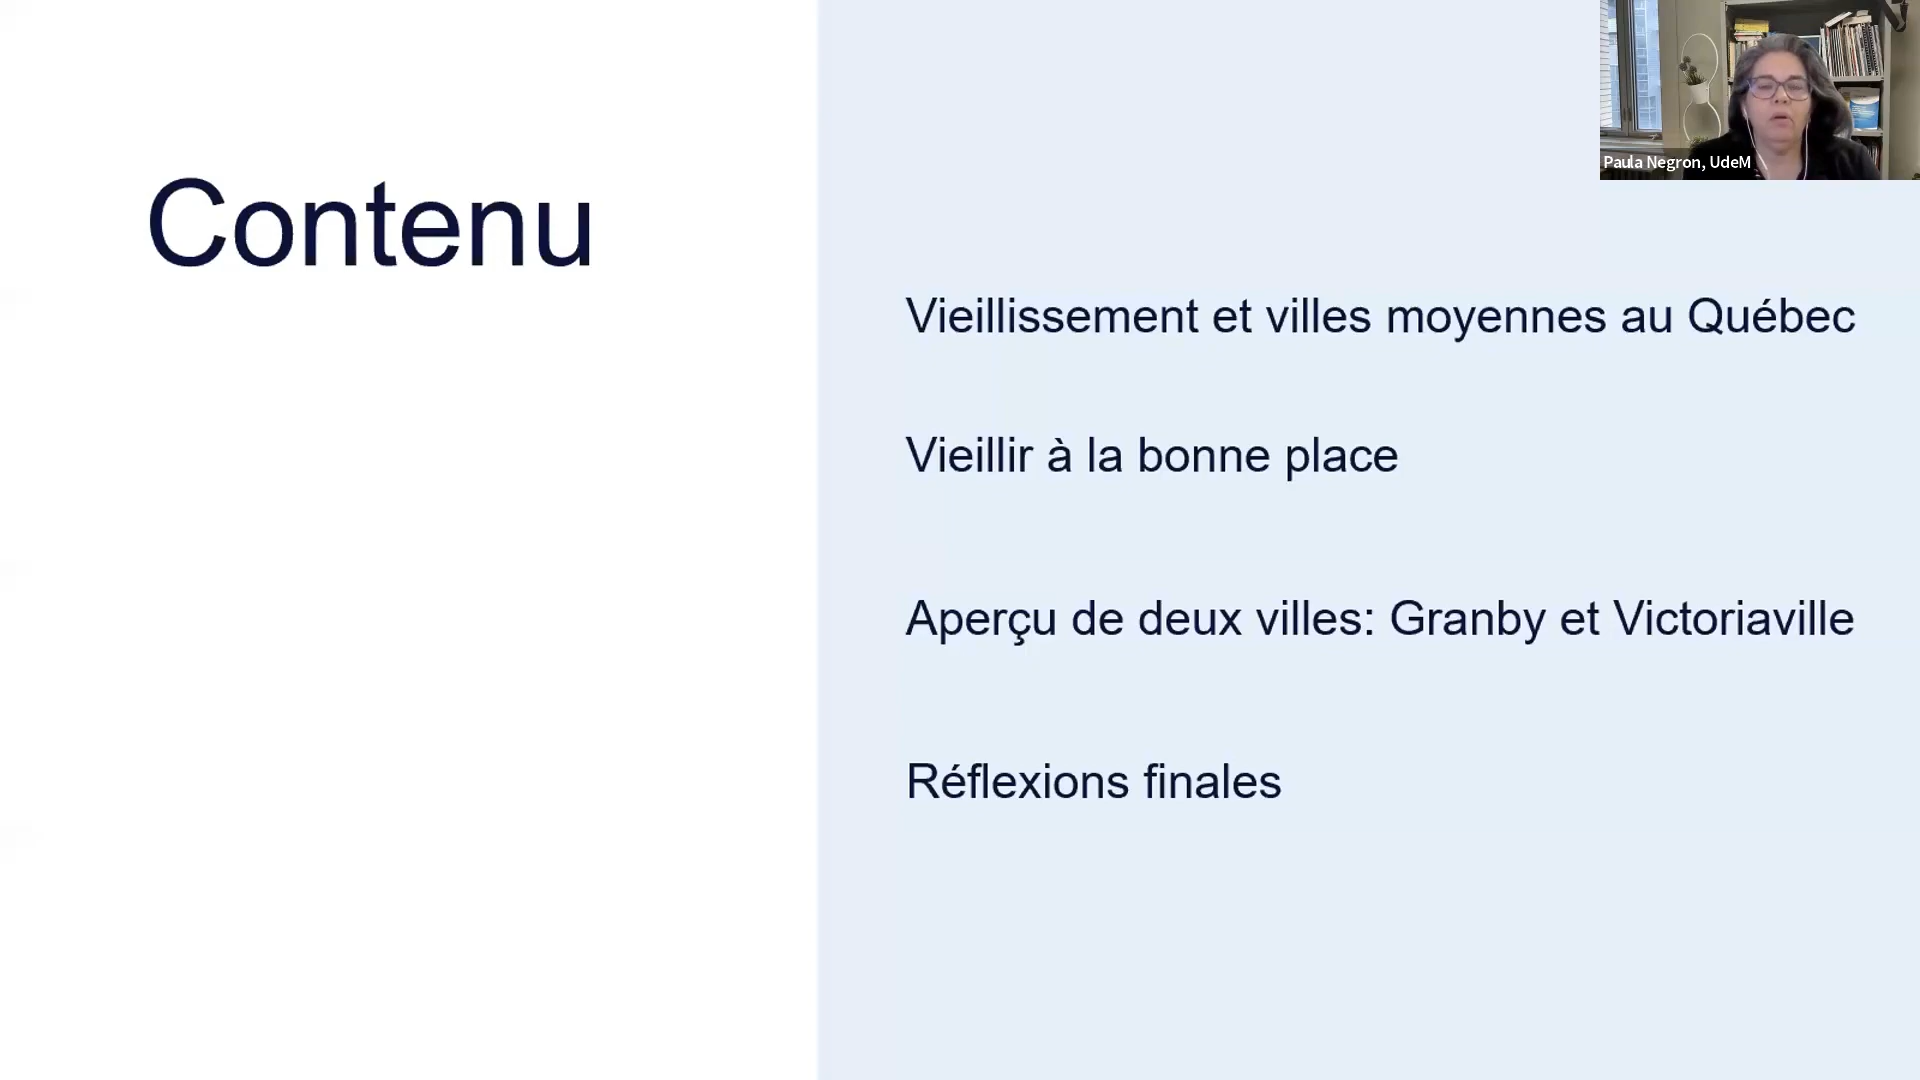 Contenu
Vieillissement et villes moyennes au Québec
Vieillir à la bonne place
Aperçu de deux villes: Granby et Victoriaville
Réflexions finales
Paula Negron, UdeM